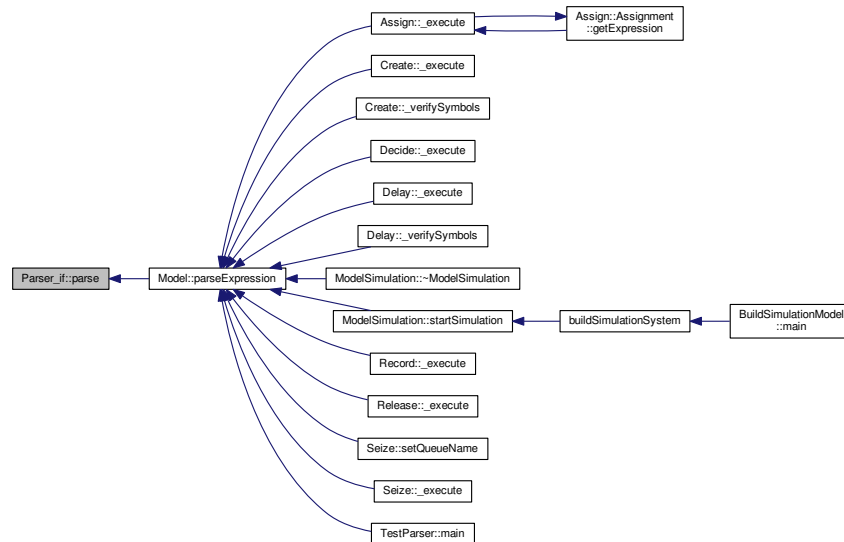 Assign::_execute
Assign::Assignment
::getExpression
Create::_execute
Create::_verifySymbols
Decide::_execute
Delay::_execute
Delay::_verifySymbols
Parser_if::parse
Model::parseExpression
ModelSimulation::~ModelSimulation
ModelSimulation::startSimulation
buildSimulationSystem
BuildSimulationModel
::main
Record::_execute
Release::_execute
Seize::setQueueName
Seize::_execute
TestParser::main